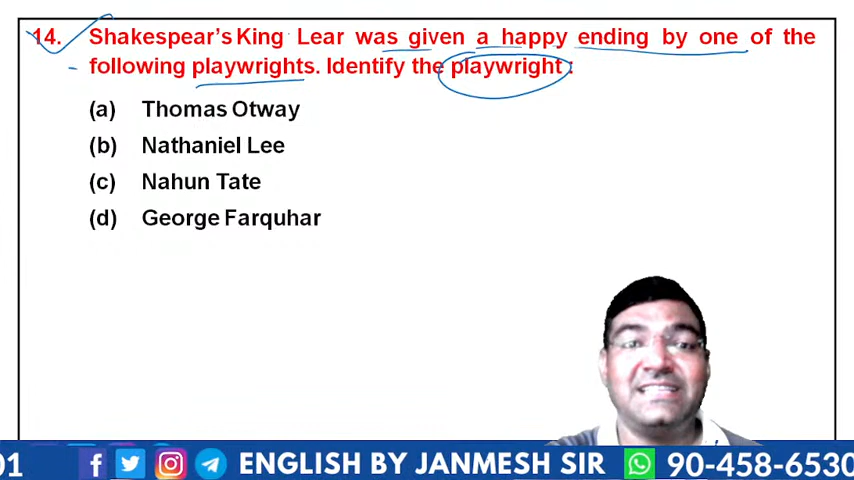 14. Shakespear's King Lear was given a happy ending by one of the
following playwrights. Identify the playwright :
(a) Thomas Otway
(b) Nathaniel Lee
(c) Nahun Tate
(d) George Farquhar
01 ENGLISH BY JANMESH SIR 90-458-6530